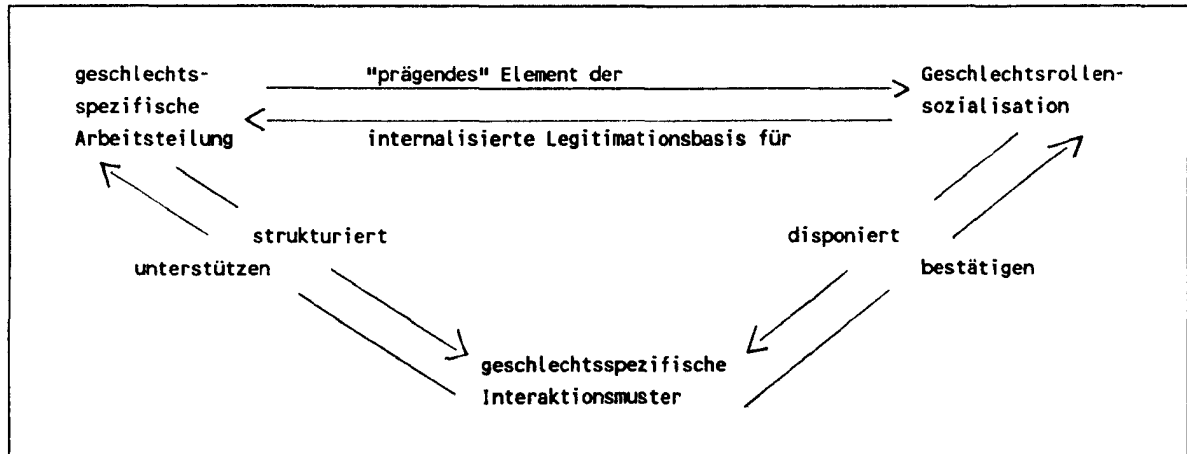 geschlechts-
spezifische
Arbeitsteilung
"prägendes" Element der
internalisierte Legitimationsbasis für
Geschlechtsrollen-
sozialisation
strukturiert
unterstützen
disponiert
bestätigen
geschlechtsspezifische
Interaktionsmuster